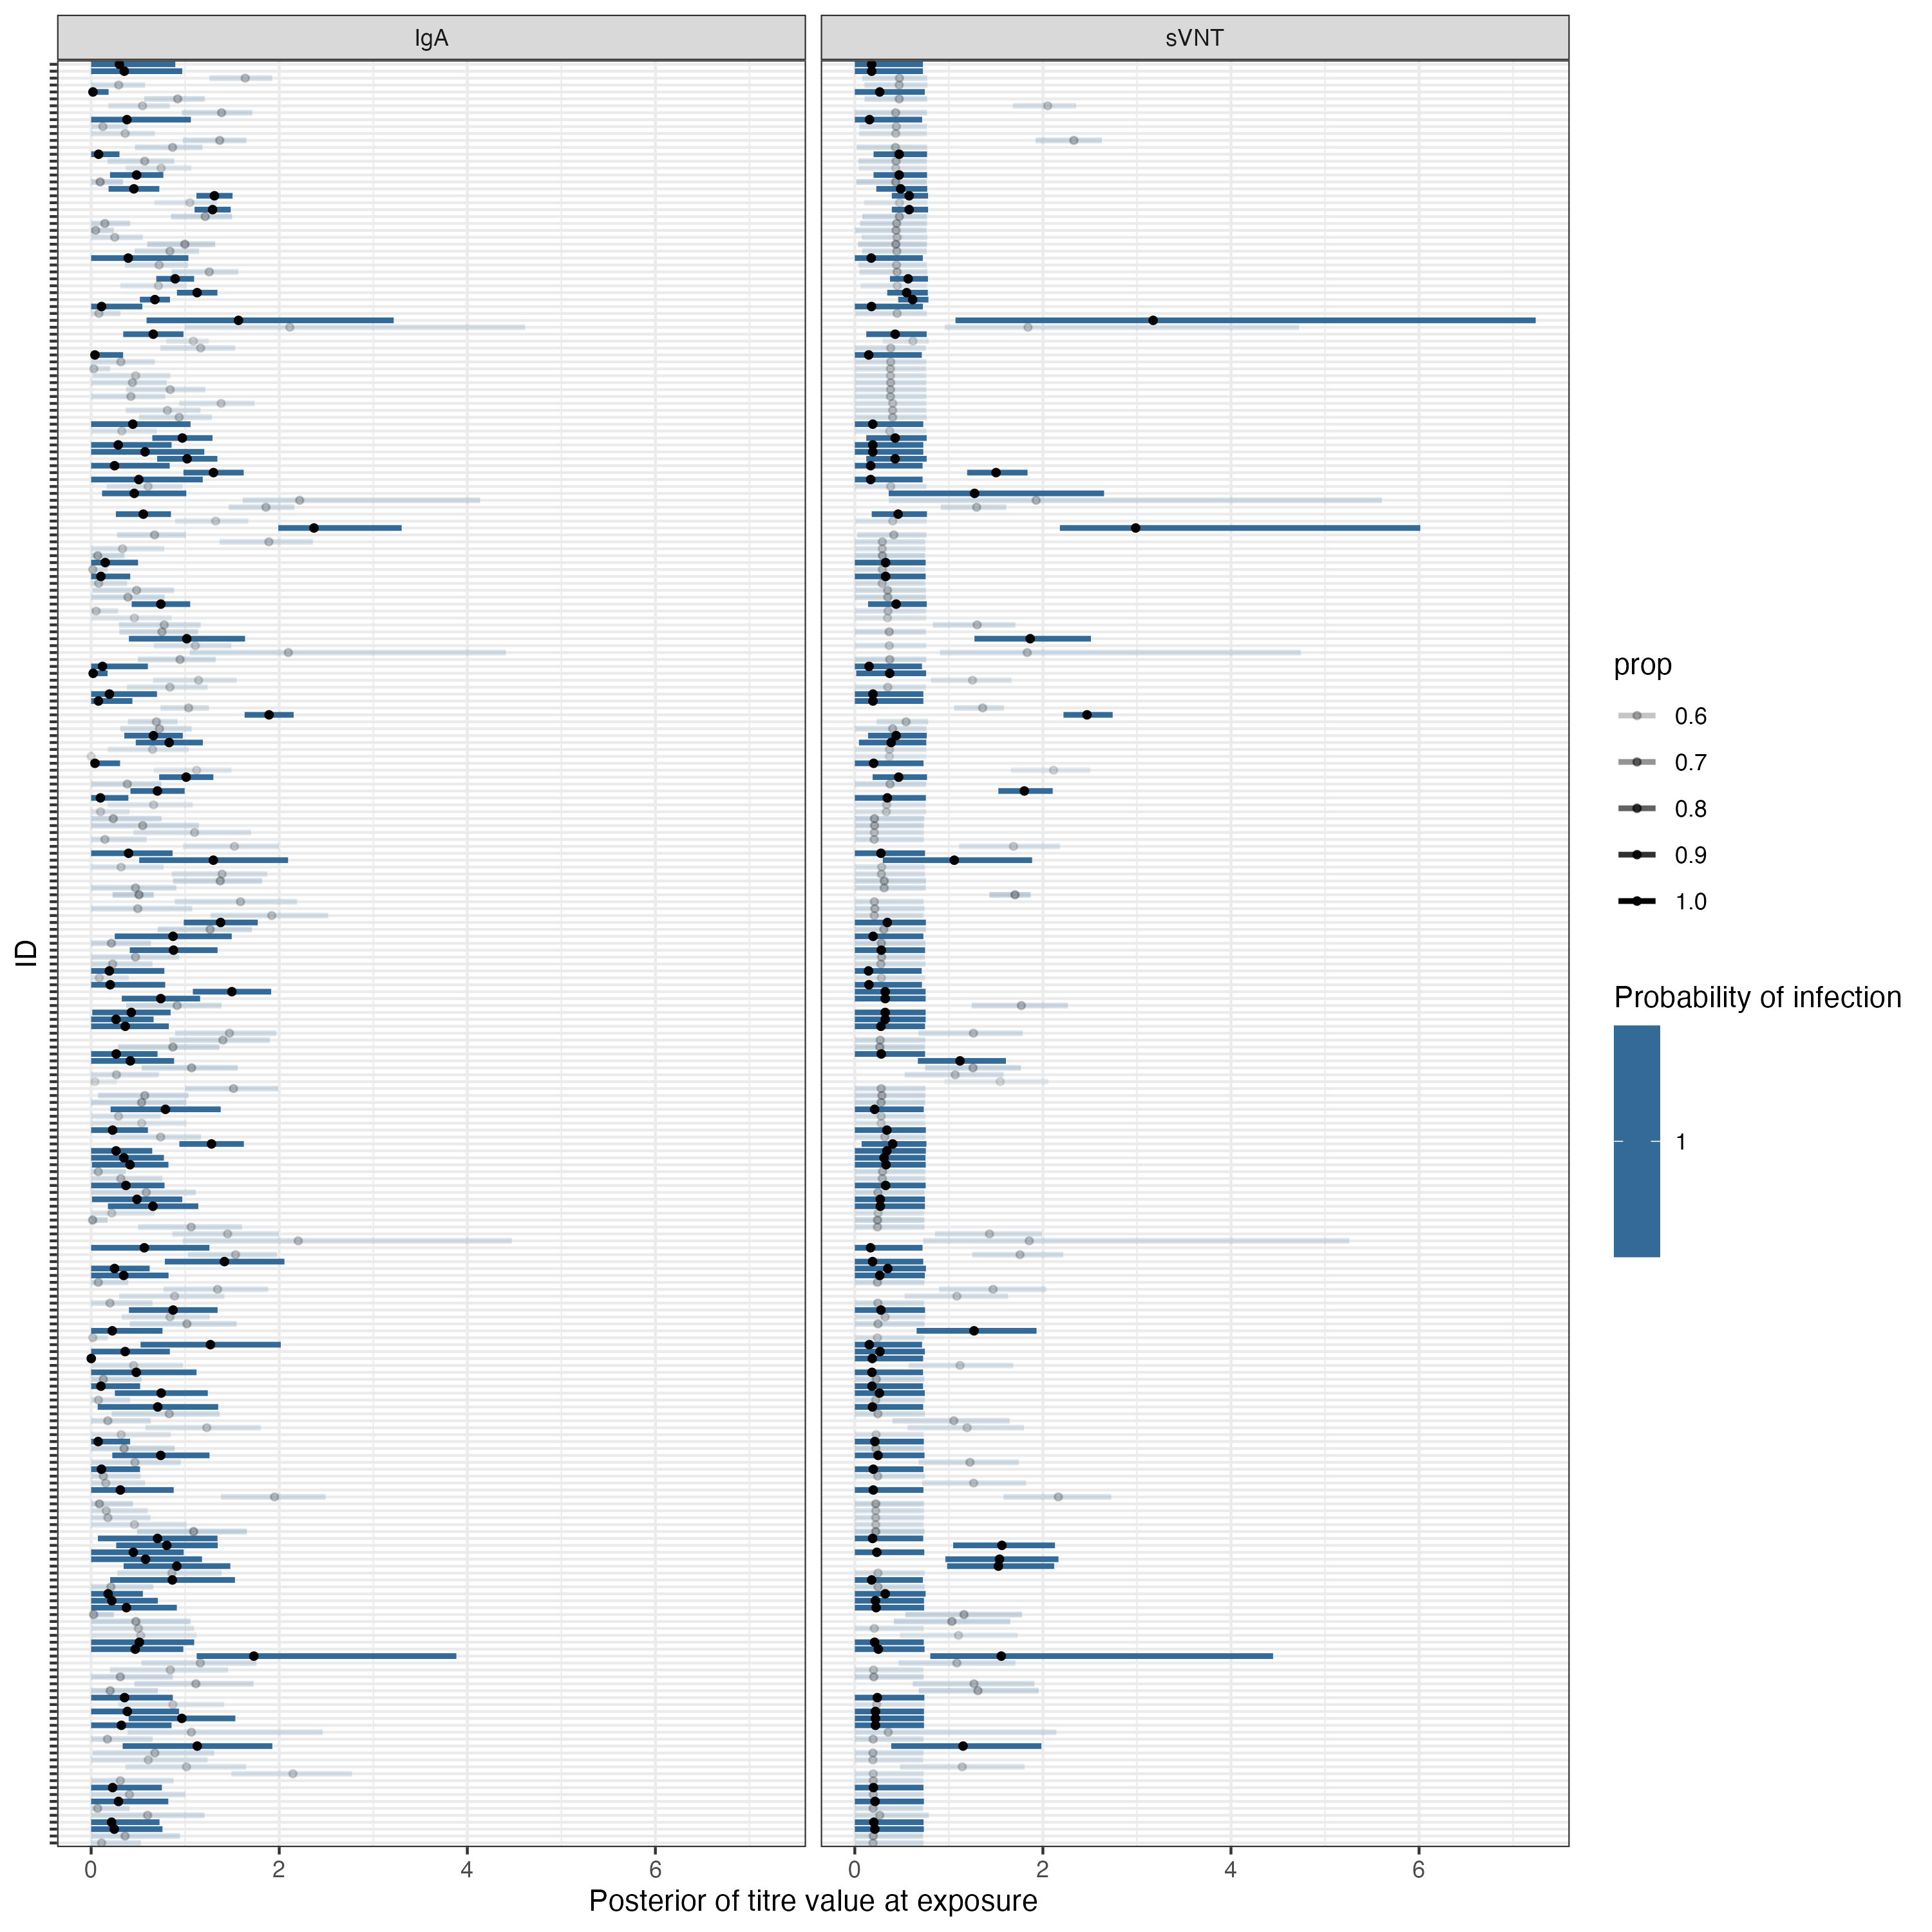 IgA
sVNT
ID
0
2
4
6
0
2
4
6
Posterior of titre value at exposure
prop
0.6
0.7
0.8
0.9
1.0
Probability of infection
1